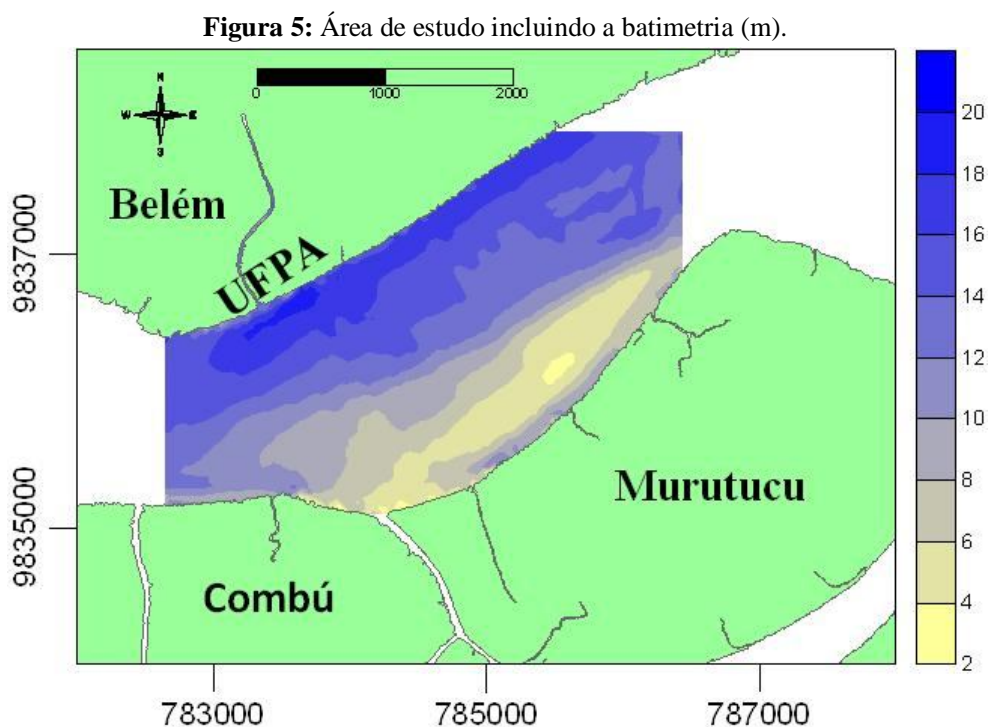 Figura 5: Área de estudo incluindo a batimetria (m).
0 1000 2000
N
W E
S
Belém
UFPA
Murutucu
Combú
9837000
9835000
783000 785000 787000
20
18
16
14
12
10
8
6
4
2